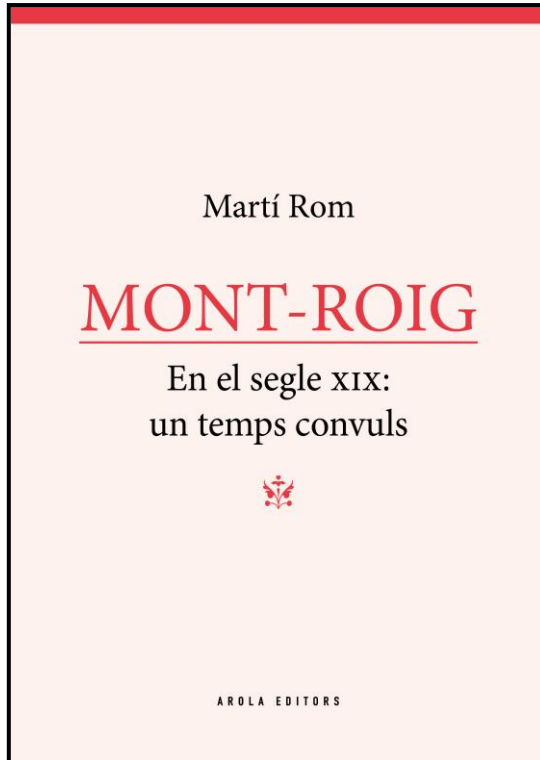 Martí Rom
MONT-ROIG
En el segle XIX:
un temps convuls
AROLA EDITORS